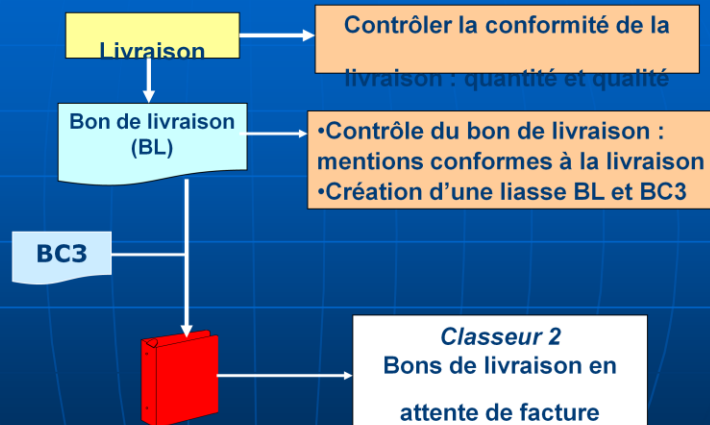 Livraison
Contrôler la conformité de la
livraison : quantité et qualité
Bon de livraison
(BL)
•Contrôle du bon de livraison :
mentions conformes à la livraison
•Création d’une liasse BL et BC3
BC3
Classeur 2
Bons de livraison en
attente de facture